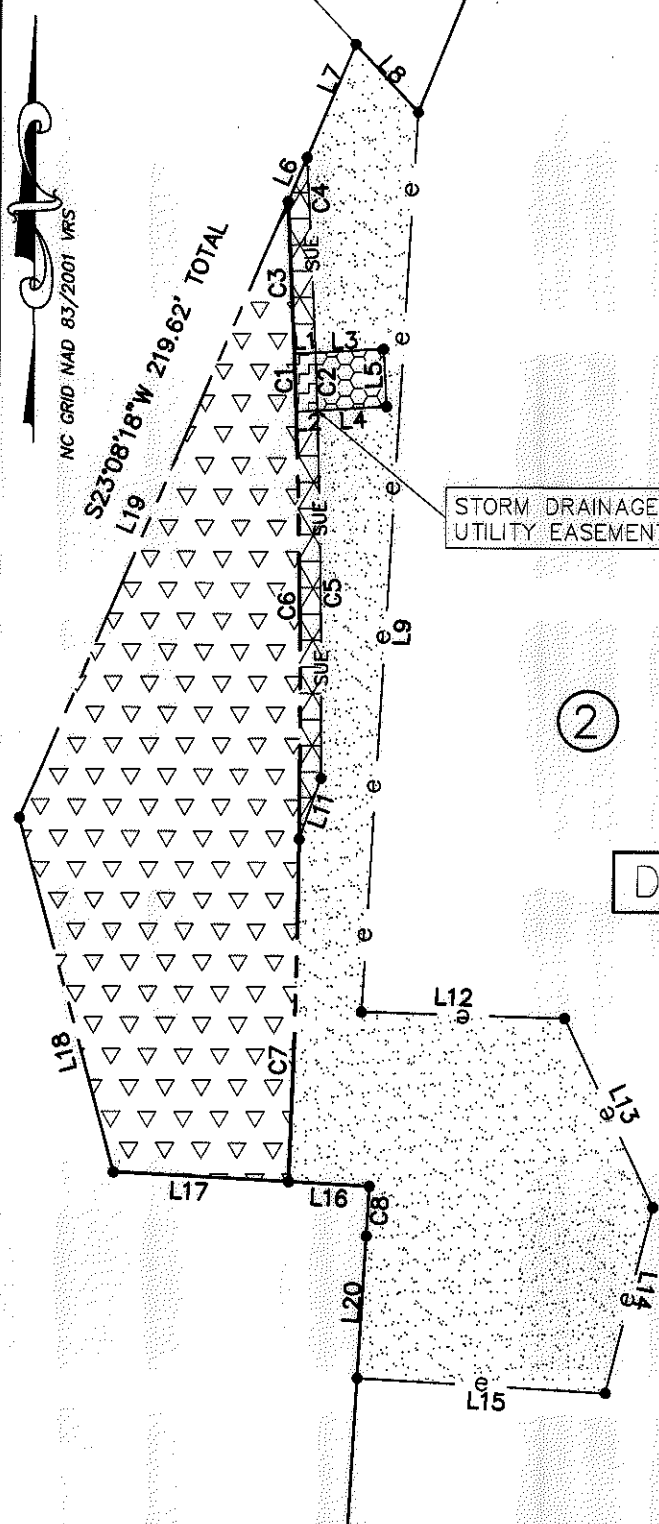 L8
L7
NC GRID NAD 83/2001 VRS
L6
C4
S23°08'18"W 219.62' TOTAL
SUE
e
C3
L1
L3
e
C1
C2
L5
L4
L19
e
STORM DRAINAGE
UTILITY EASEMENT
SUE
C6
C5
e
L9
SUE
2
e
L11
D
e
L12
e
L18
C7
L13
e
L17
L16
C8
L20
L14
e
e
L15